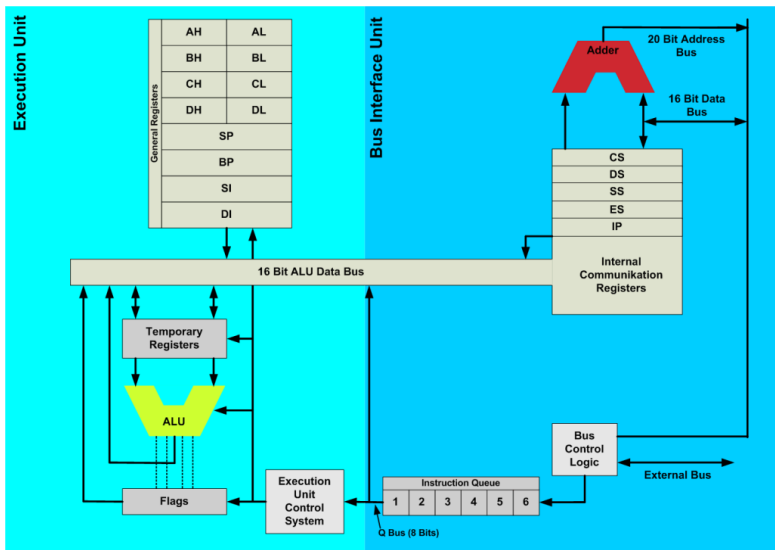 Execution Unit
General Registers
AH AL
BH BL
CH CL
DH DL
SP
BP
SI
DI
Bus Interface Unit
Adder
20 Bit Address
Bus
16 Bit Data
Bus
CS
DS
SS
ES
IP
Internal
Communikation
Registers
16 Bit ALU Data Bus
Temporary
Registers
ALU
Flags
Execution
Unit
Control
System
Instruction Queue
1 2 3 4 5 6
Q Bus (8 Bits)
Bus
Control
Logic
External Bus